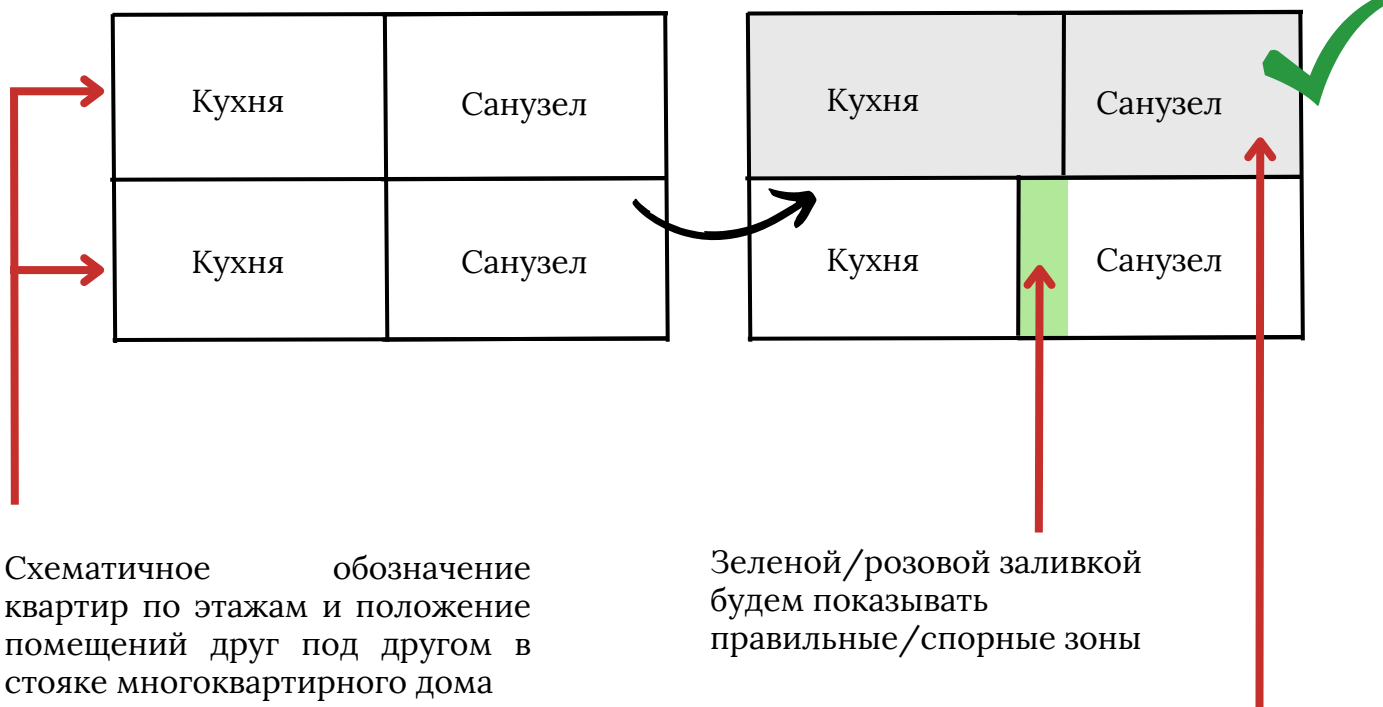 Кухня
Санузел
Кухня
Санузел
Кухня
Санузел
Кухня
Санузел
Схематичное обозначение
квартир по этажам и положение
помещений друг под другом в
стояке многоквартирного дома
Зеленой/розовой заливкой
будем показывать
правильные/спорные зоны